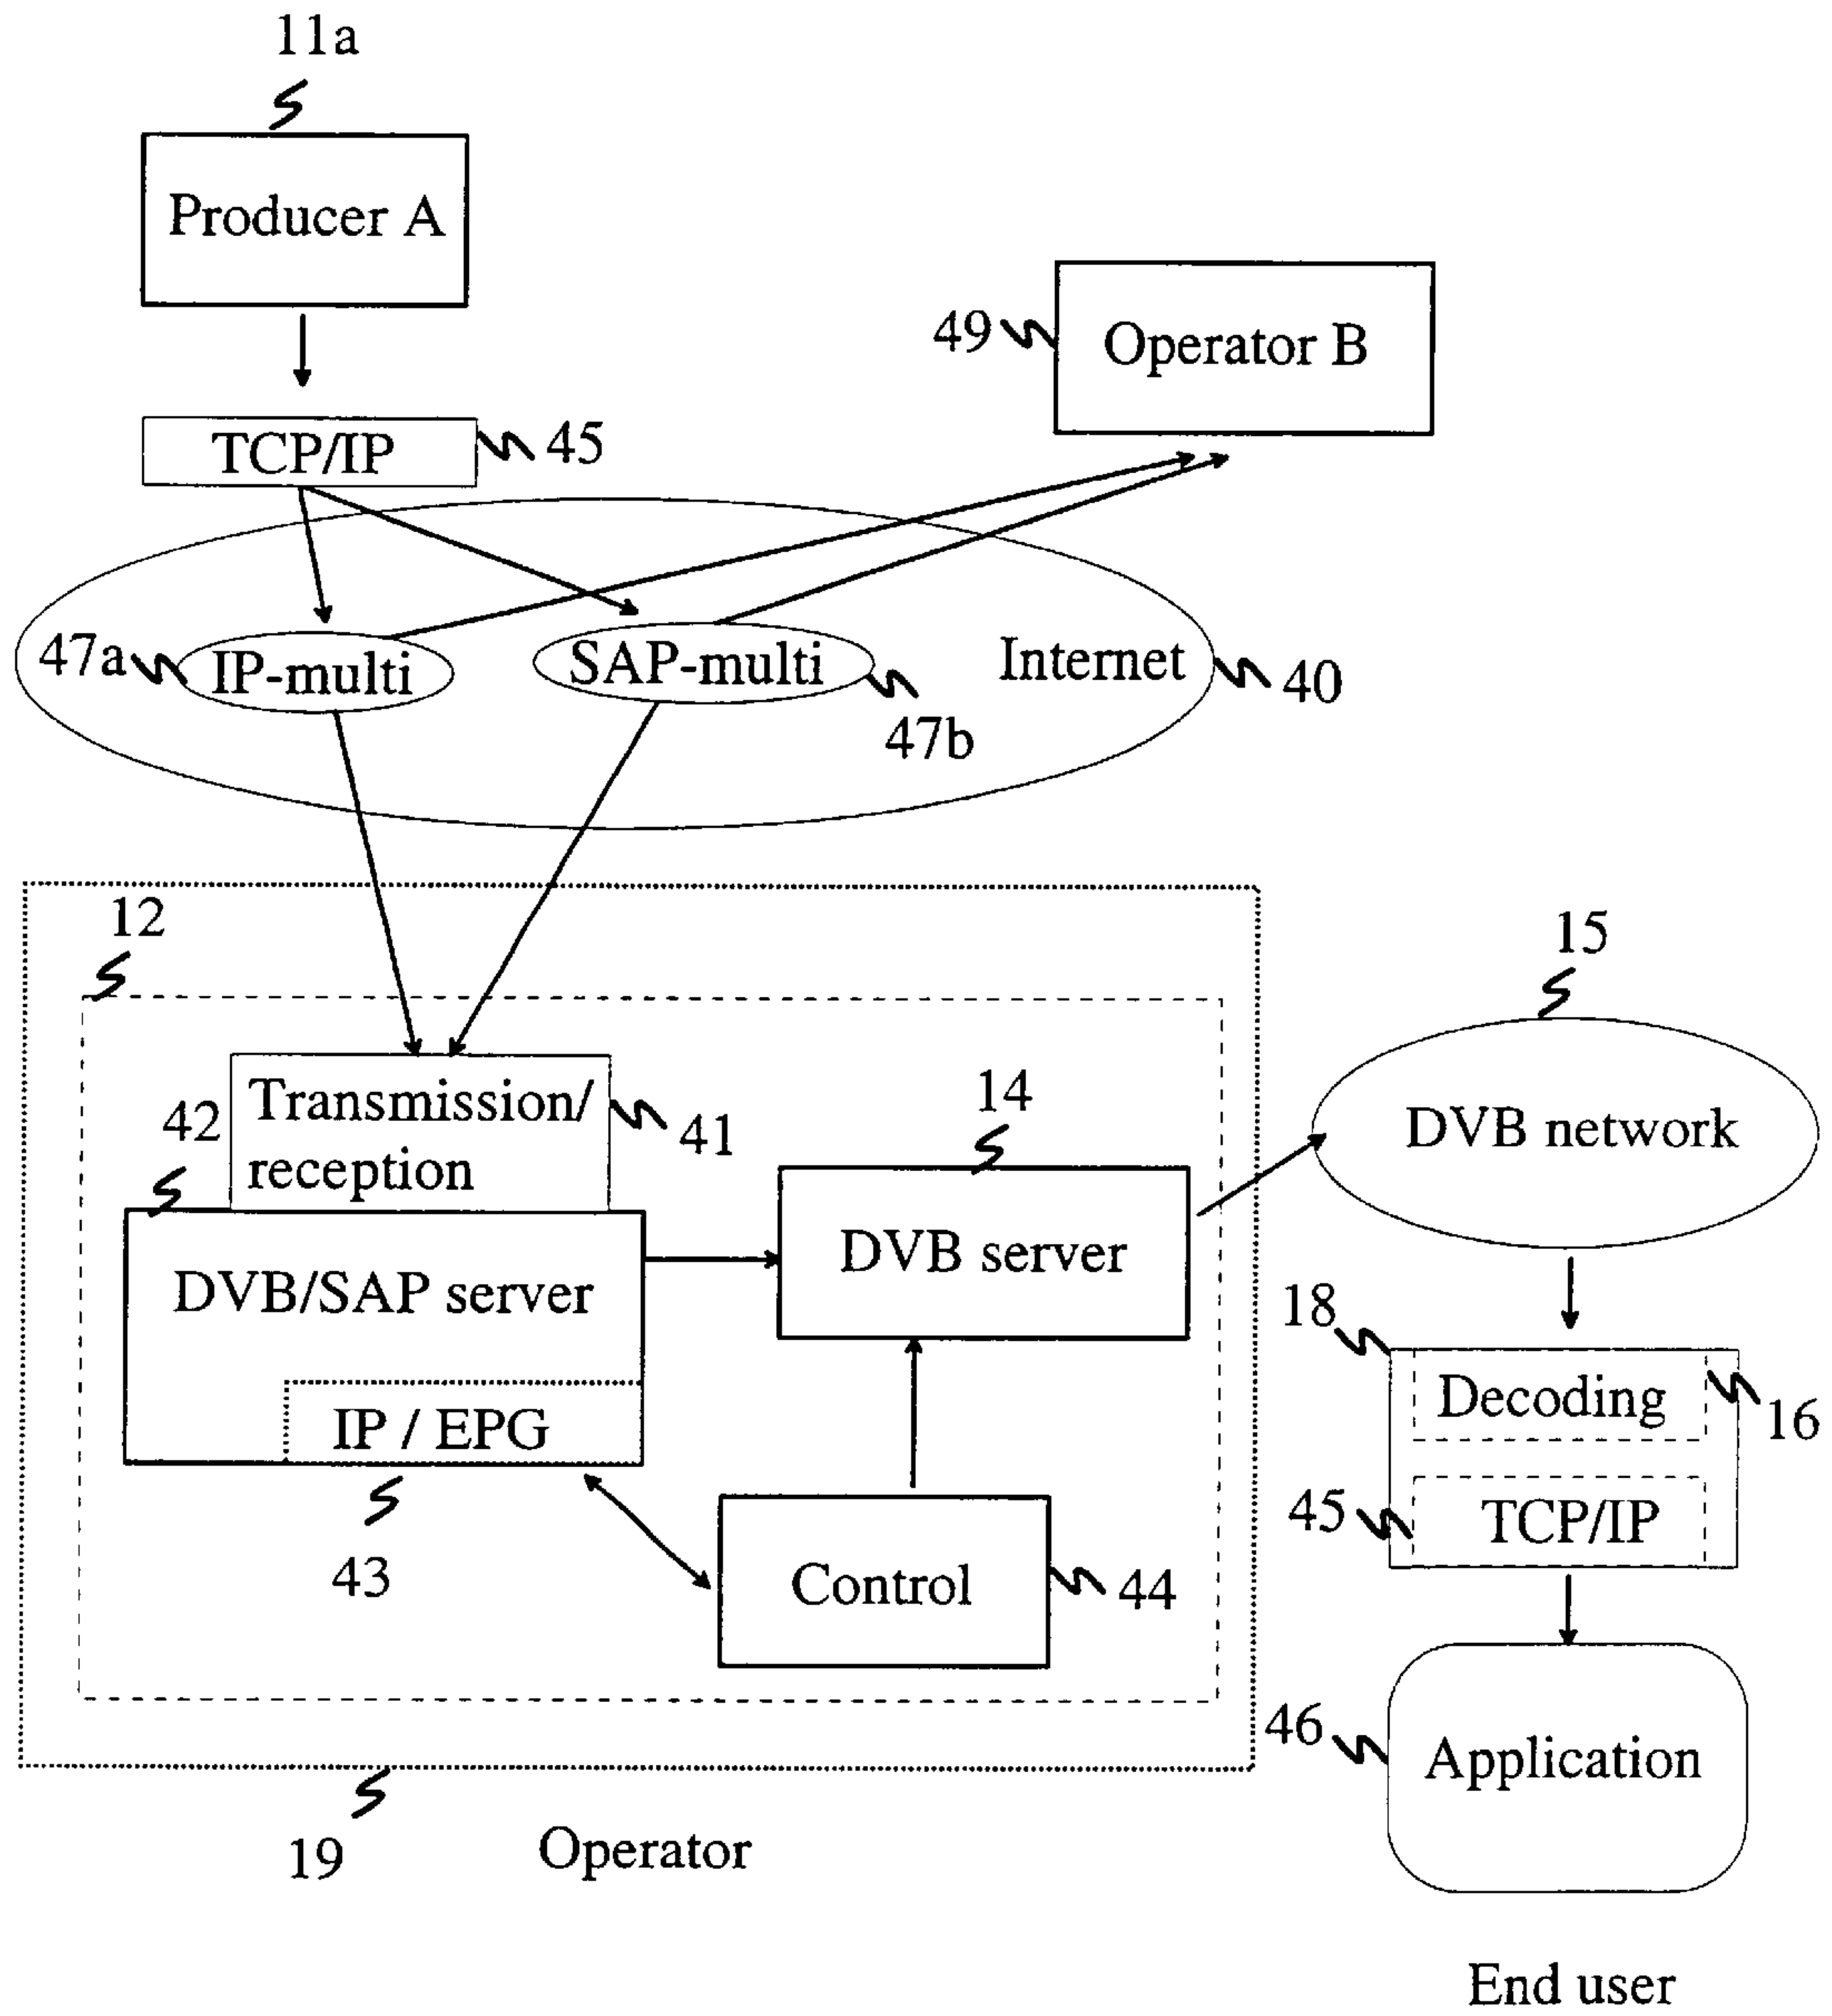 11a
Producer A
49
Operator B
TCP/IP
45
47a
IP-multi
SAP-multi
47b
Internet
40
12
15
42
Transmission/
reception
41
14
DVB network
DVB/SAP server
DVB server
18
Decoding
16
IP / EPG
43
45
TCP/IP
Control
44
46
Application
19
Operator
End user